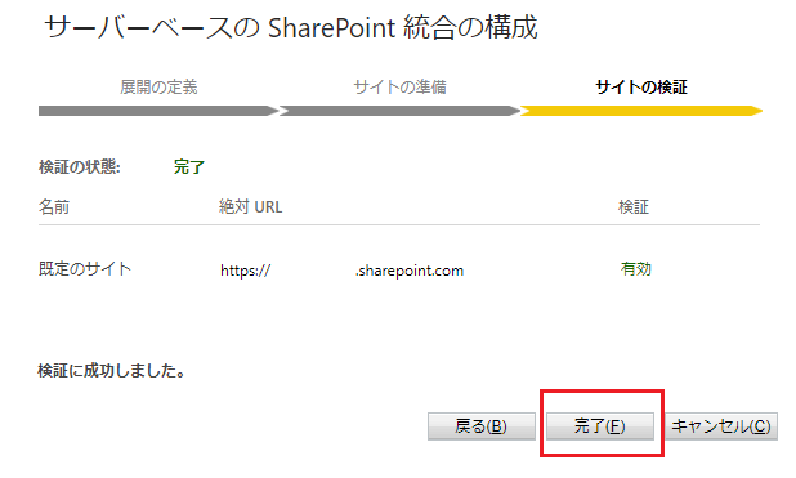 サーバーベースの SharePoint 統合の構成
展開の定義 サイトの準備 サイトの検証
検証の状態: 完了
名前 絶対 URL 検証
既定のサイト https:// .sharepoint.com 有効
検証に成功しました。
戻る(B) 完了(F) キャンセル(C)